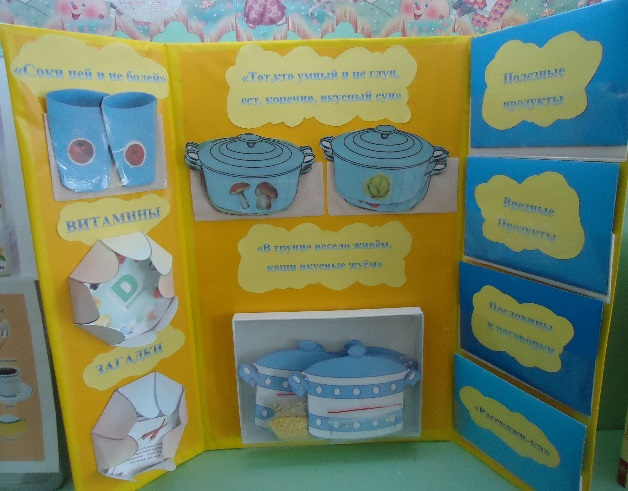 «Соки пей и не болей»
ВИТАМИНЫ
D
ЗАГАДКИ
«Тот,кто умный и не глуп,
ест, конечно, вкусный суп»
«В группе весело живём,
каши вкусные жуём»
Полезные
продукты
Вредные
Продукты
Пословицы
и поговорки
«Расскажи-ка»